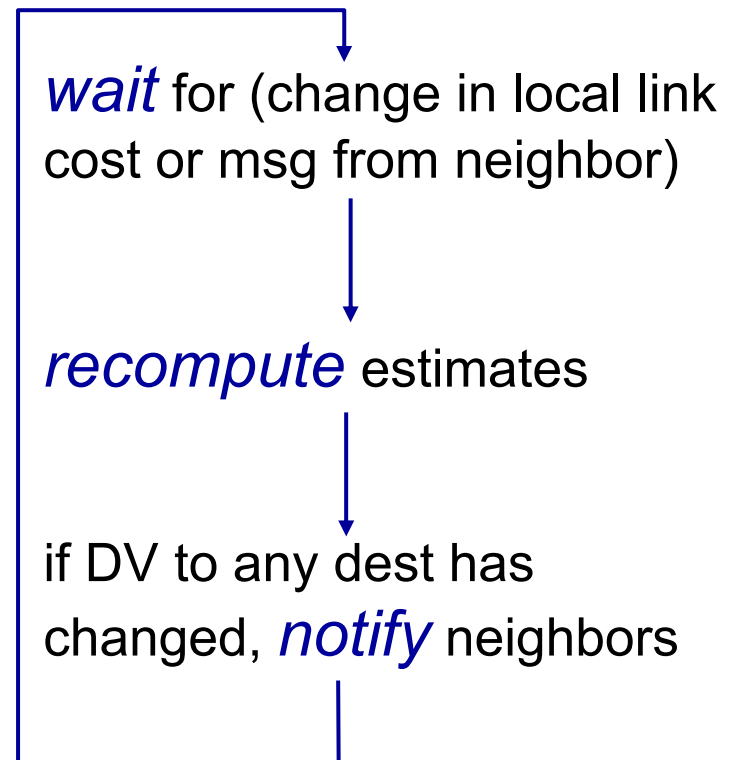 wait for (change in local link
cost or msg from neighbor)
recompute estimates
if DV to any dest has
changed, notify neighbors